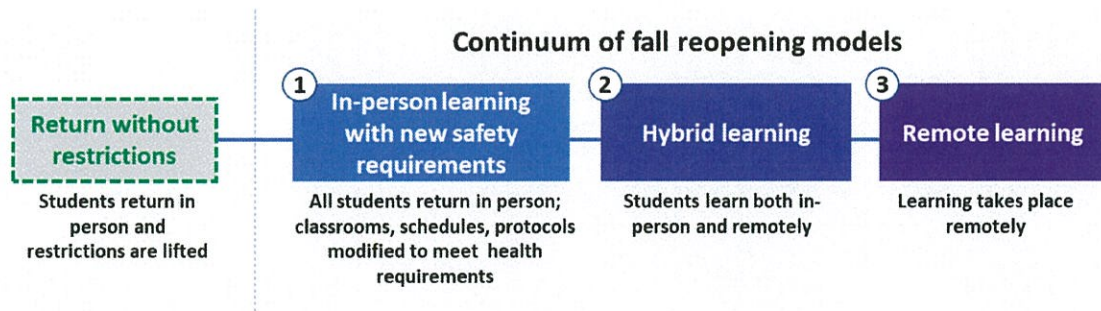 Continuum of fall reopening models
Return without
restrictions
Students return in
person and
restrictions are lifted
1
In-person learning
with new safety
requirements
All students return in person;
classrooms, schedules, protocols
modified to meet health
requirements
2
Hybrid learning
Students learn both in-
person and remotely
3
Remote learning
Learning takes place
remotely